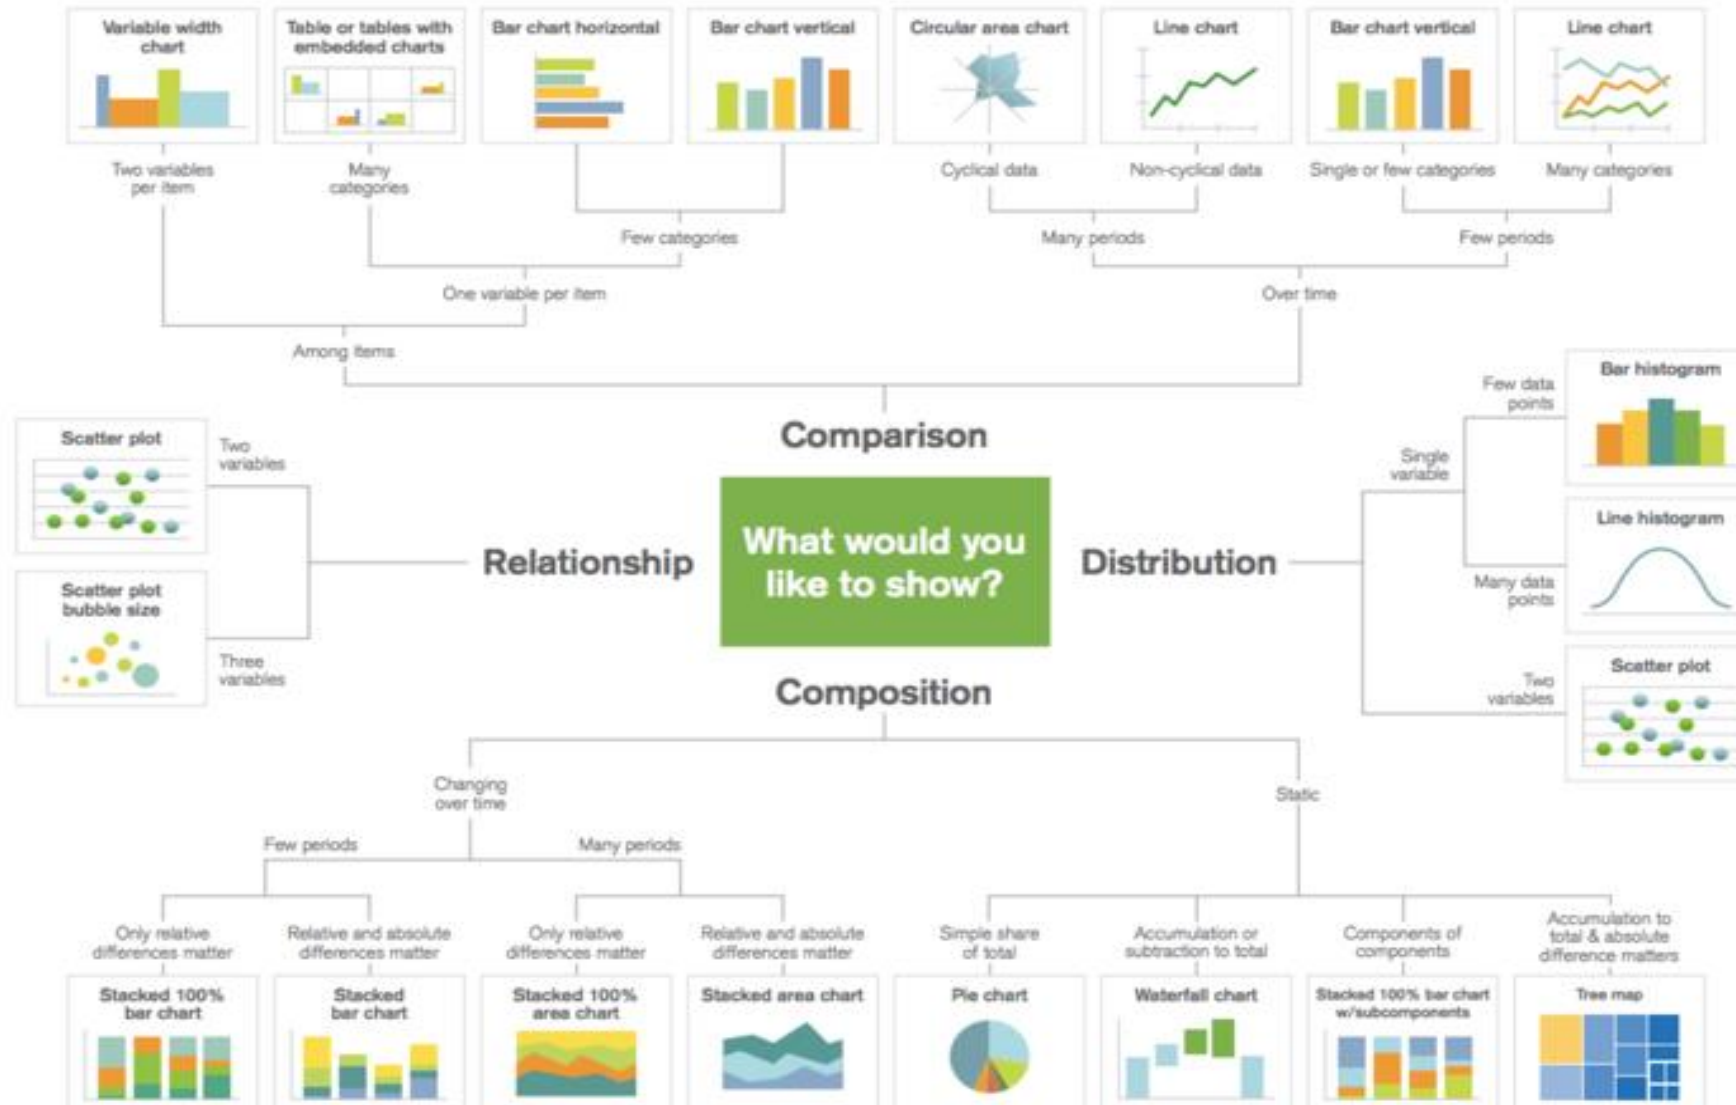 Variable width
chart
Table or tables with
embedded charts
Bar chart horizontal
Bar chart vertical
Circular area chart
Line chart
Bar chart vertical
Line chart
Two variables
per item
Many
categories
Cyclical data
Non-cyclical data
Single or few categories
Many categories
Few categories
Many periods
Few periods
One variable per item
Over time
Among items
Comparison
Scatter plot
Two
variables
Scatter plot
bubble size
Three
variables
Relationship
What would you
like to show?
Distribution
Single
variable
Few data
points
Bar histogram
Many data
points
Line histogram
Two
variables
Scatter plot
Composition
Changing
over time
Static
Few periods
Many periods
Only relative
differences matter
Relative and absolute
differences matter
Only relative
differences matter
Relative and absolute
differences matter
Simple share
of total
Accumulation or
subtraction to total
Components of
components
Accumulation to
total & absolute
difference matters
Stacked 100%
bar chart
Stacked
bar chart
Stacked 100%
area chart
Stacked area chart
Pie chart
Waterfall chart
Stacked 100% bar chart
w/subcomponents
Tree map